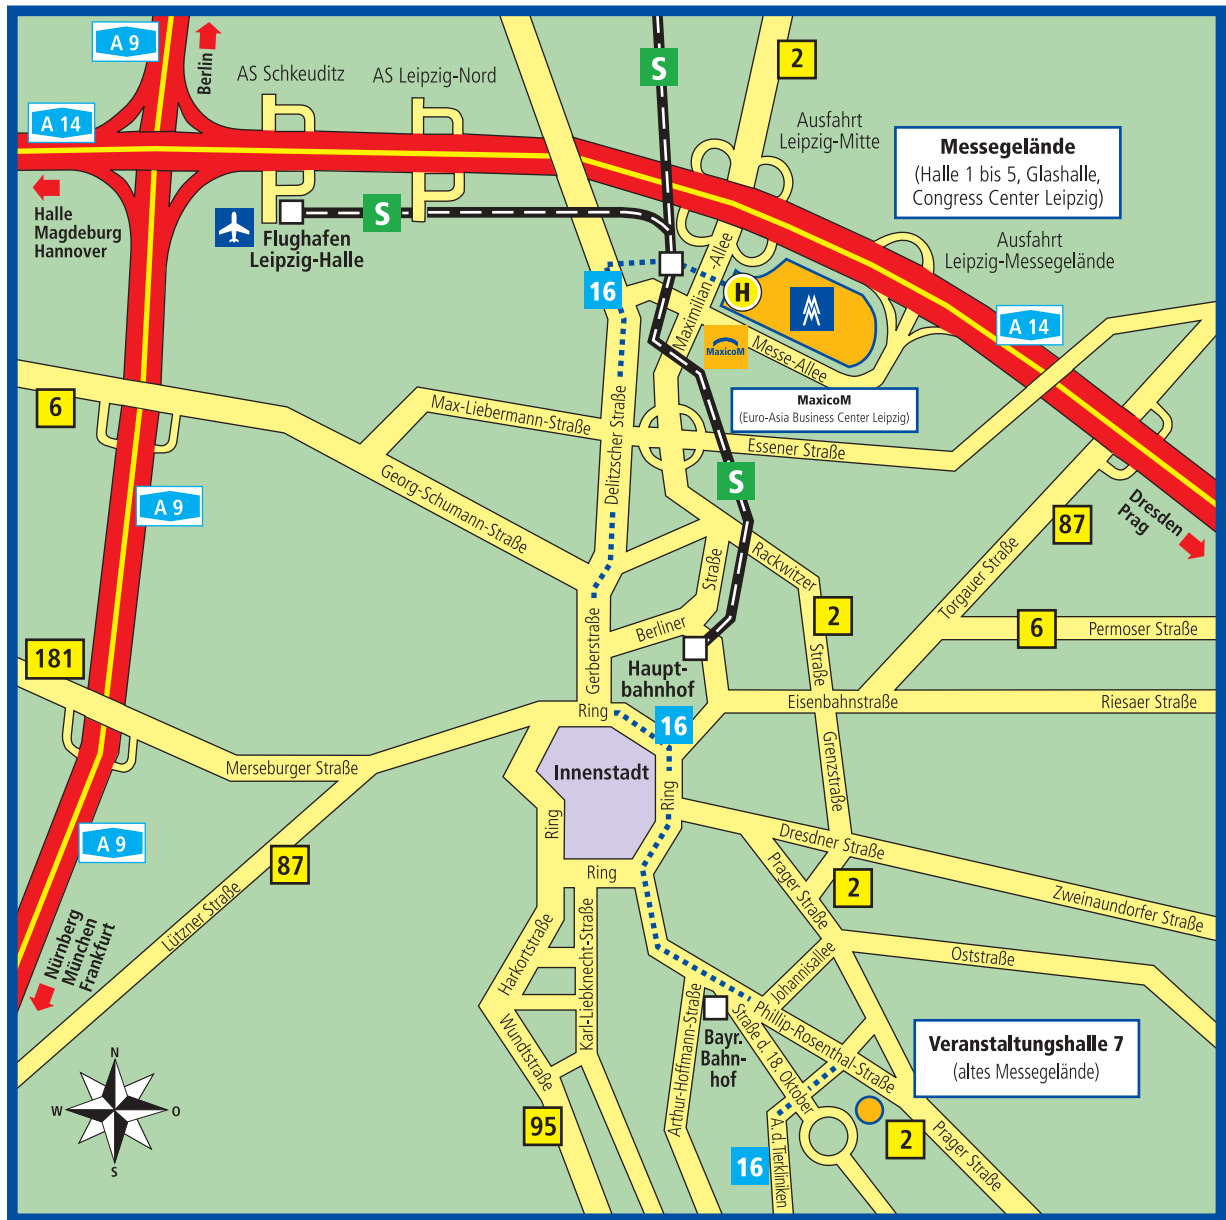 A 9
Berlin
AS Schkeuditz
AS Leipzig-Nord
S
2
A 14
Ausfahrt
Leipzig-Mitte
Messegelände
(Halle 1 bis 5, Glashalle,
Congress Center Leipzig)
Halle
Magdeburg
Hannover
S
Flughafen
Leipzig-Halle
Ausfahrt
Leipzig-Messegelände
16
H
Maximilian-Allee
A 14
MaxicoM
Messe-Allee
MaxicoM
(Euro-Asia Business Center Leipzig)
6
Max-Liebermann-Straße
Delitzscher Straße
Essener Straße
Georg-Schumann-Straße
S
A 9
Dresden
Prag
87
Rackwitzer
Straße
Torgauer Straße
2
6
Permoser Straße
Berliner
Straße
Gerberstraße
181
Haupt-
bahnhof
Eisenbahnstraße
Riesaer Straße
Ring
16
Grenzstraße
Merseburger Straße
Innenstadt
Ring
Ring
A 9
87
Dresdner Straße
Ring
Prager Straße
2
Zweinaundorfer Straße
Lützner Straße
Nürnberg
München
Frankfurt
Harkortstraße
Karl-Liebknecht-Straße
Johannisallee
Oststraße
Wundtstraße
Arthur-Hoffmann-Straße
Bayr.
Bahn-
hof
Straße d. 18. Oktober
Phillip-Rosenthal-Straße
Veranstaltungshalle 7
(altes Messegelände)
N
W
O
S
95
2
Prager Straße
16
A. d. Tierkliniken